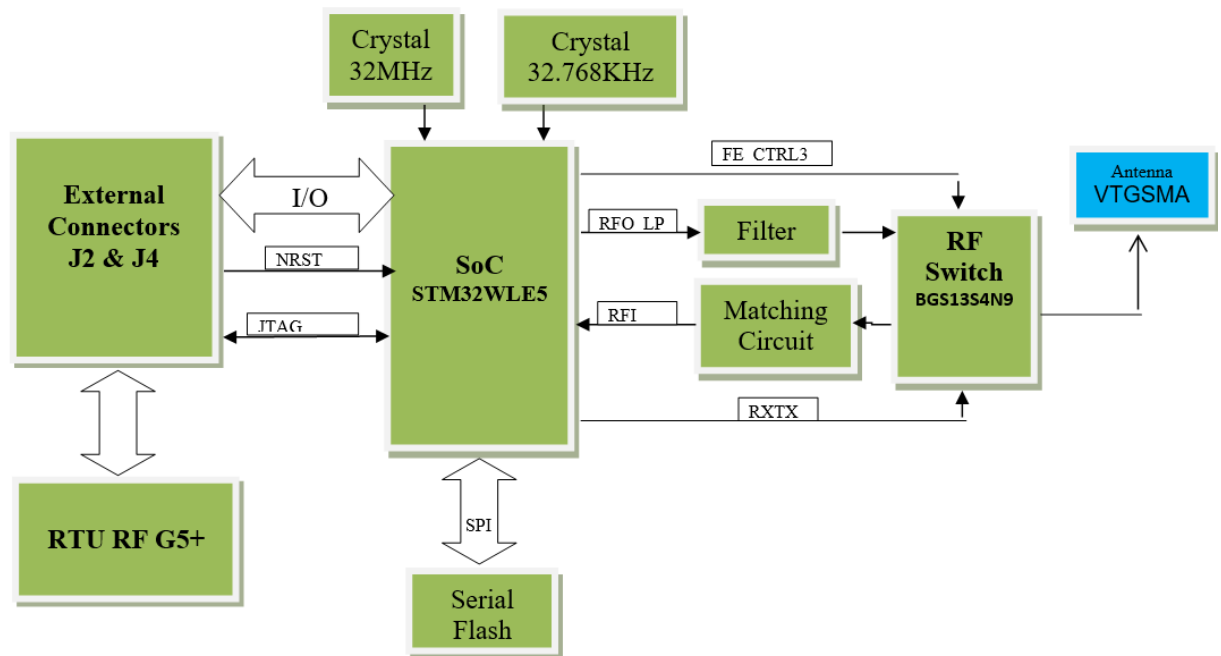 Crystal
32MHz
Crystal
32.768KHz
External
Connectors
J2 & J4
I/O
NRST
JTAG
SoC
STM32WLE5
FE_CTRL3
RFO_LP
Filter
RFI
Matching
Circuit
RXTX
RF
Switch
BGS13S4N9
Antenna
VTGSMA
RTU RF G5+
SPI
Serial
Flash